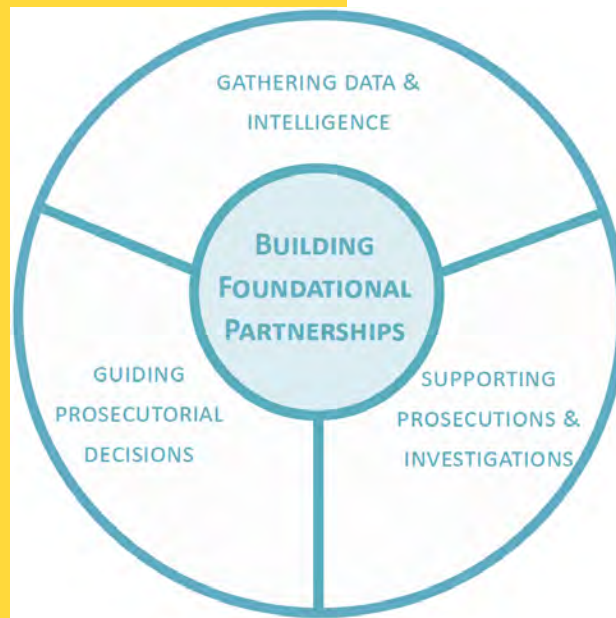 GATHERING DATA &
INTELLIGENCE
BUILDING
FOUNDATIONAL
PARTNERSHIPS
GUIDING
PROSECUTORIAL
DECISIONS
SUPPORTING
PROSECUTIONS &
INVESTIGATIONS